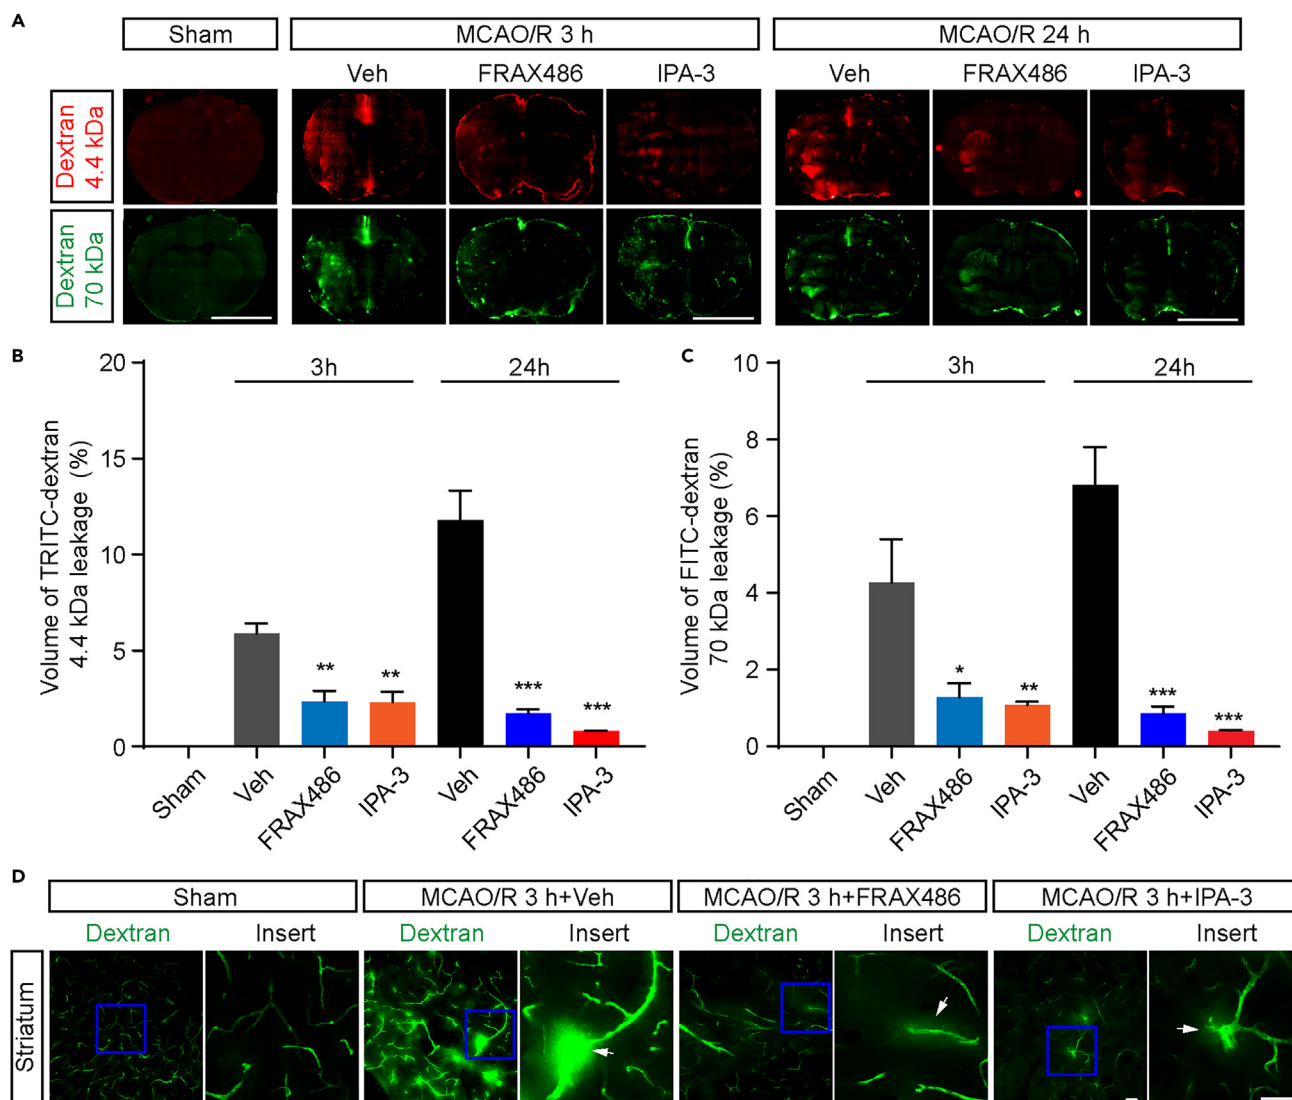 A
Sham
MCAO/R 3 h
MCAO/R 24 h
Veh
FRAX486
IPA-3
Veh
FRAX486
IPA-3
Dextran
4.4 kDa
Dextran
70 kDa
B
3h
24h
20
15
10
5
0
Volume of TRITC-dextran
4.4 kDa leakage (%)
**
**
***
***
Sham
Veh
FRAX486
IPA-3
Veh
FRAX486
IPA-3
C
3h
24h
10
8
6
4
2
0
Volume of FITC-dextran
70 kDa leakage (%)
*
**
***
***
Sham
Veh
FRAX486
IPA-3
Veh
FRAX486
IPA-3
D
Sham
MCAO/R 3 h+Veh
MCAO/R 3 h+FRAX486
MCAO/R 3 h+IPA-3
Dextran
Insert
Dextran
Insert
Dextran
Insert
Dextran
Insert
Striatum